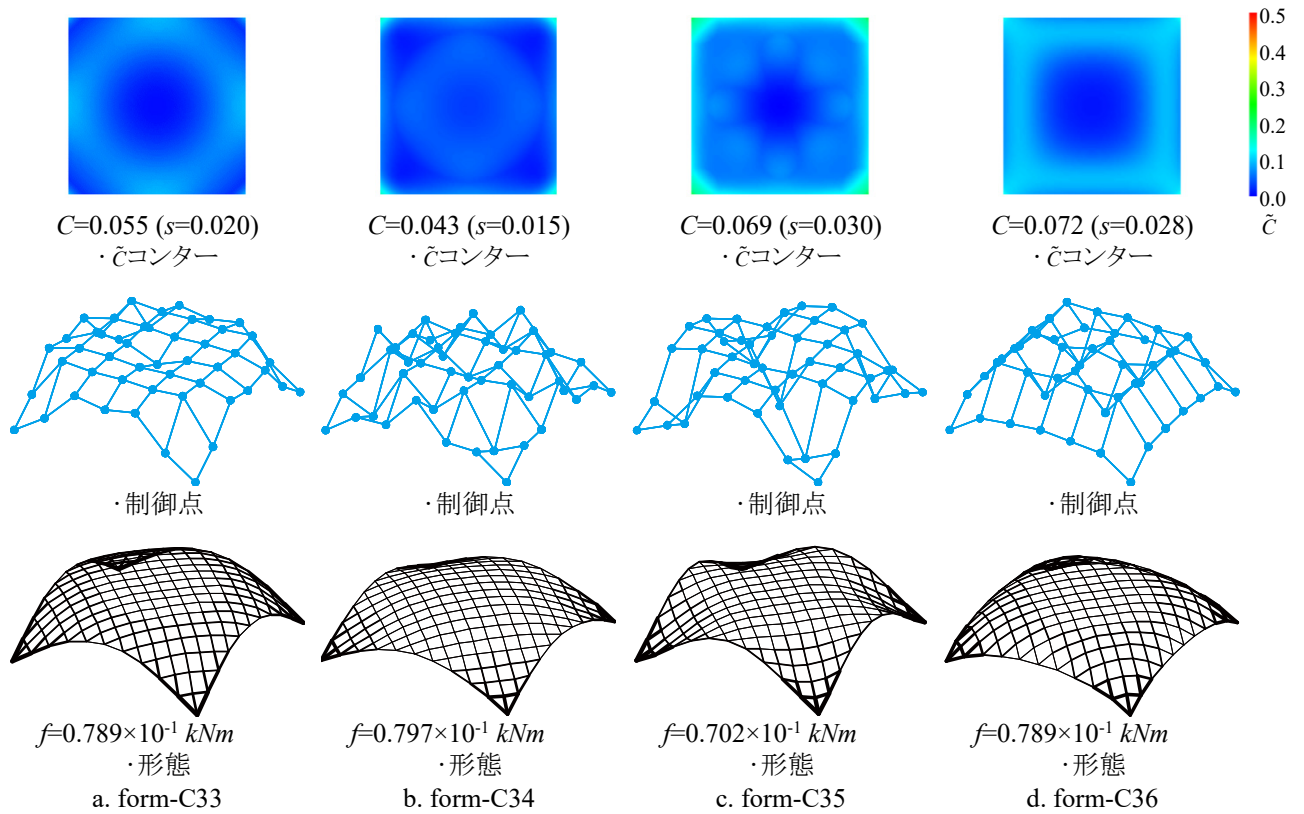 0.5
0.4
0.3
0.2
0.1
0.0
C̃
C=0.055 (s=0.020)
C=0.043 (s=0.015)
C=0.069 (s=0.030)
C=0.072 (s=0.028)
・C̃コンター
・C̃コンター
・C̃コンター
・C̃コンター
・制御点
・制御点
・制御点
・制御点
f=0.789×10⁻¹ kNm
f=0.797×10⁻¹ kNm
f=0.702×10⁻¹ kNm
f=0.789×10⁻¹ kNm
・形態
・形態
・形態
・形態
a. form-C33
b. form-C34
c. form-C35
d. form-C36